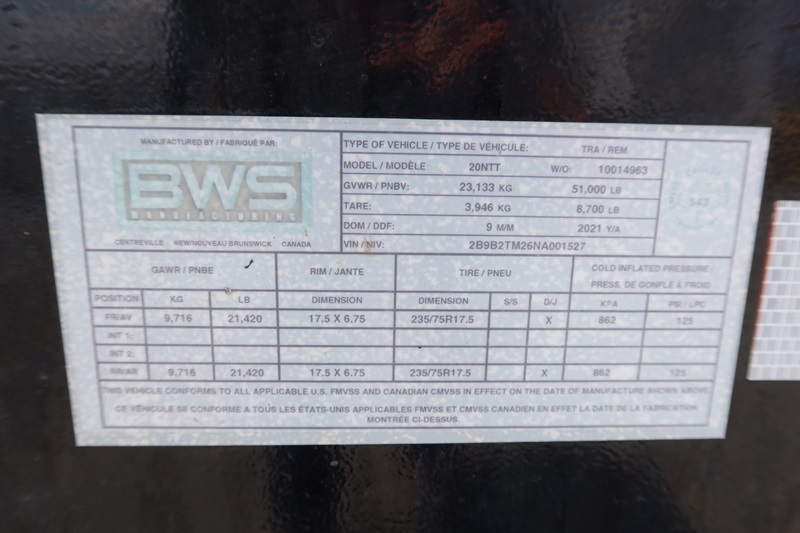 MANUFACTURED BY / FABRIQUÉ PAR:
BWS
MANUFACTURING
CENTREVILLE NEW/NOUVEAU BRUNSWICK CANADA
TYPE OF VEHICLE / TYPE DE VÉHICULE: TRA / REM
MODEL / MODÈLE 20NTT W/O: 10014963
GVWR / PNBV: 23,133 KG 51,000 LB
TARE: 3,946 KG 8,700 LB
DOM / DDF: 9 M/M 2021 Y/A
VIN / NIV: 2B9B2TM26NA001527
CANADA
543
GAWR / PNBE RIM / JANTE TIRE / PNEU COLD INFLATED PRESSURE /
PRESS. DE GONFLÉ À FROID
POSITION KG LB DIMENSION DIMENSION S/S D/J KPA PSI / LPC
FR/AV 9,716 21,420 17.5 X 6.75 235/75R17.5 X 862 125
INT 1:
INT 2:
RR/AR 9,716 21,420 17.5 X 6.75 235/75R17.5 X 862 125
THIS VEHICLE CONFORMS TO ALL APPLICABLE U.S. FMVSS AND CANADIAN CMVSS IN EFFECT ON THE DATE OF MANUFACTURE SHOWN ABOVE.
CE VÉHICULE SE CONFORME A TOUS LES ÉTATS-UNIS APPLICABLES FMVSS ET CMVSS CANADIEN EN EFFET LA DATE DE LA FABRICATION
MONTRÉE CI-DESSUS.